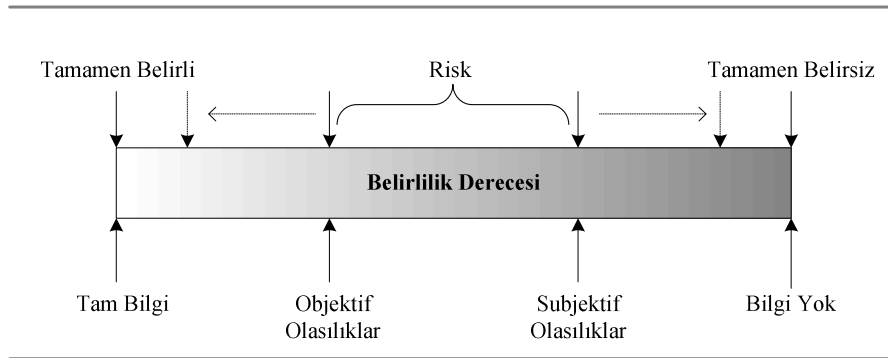 Tamamen Belirli
Risk
Tamamen Belirsiz
Belirlilik Derecesi
Tam Bilgi
Objektif
Olasılıklar
Subjektif
Olasılıklar
Bilgi Yok